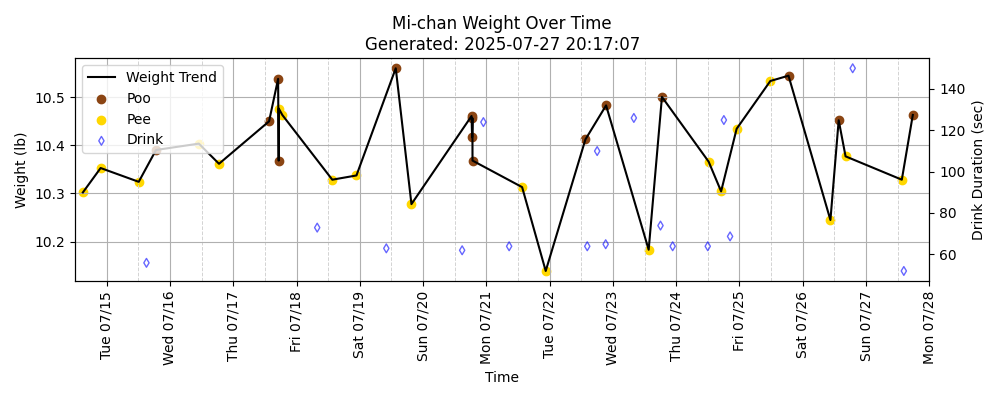 Mi-chan Weight Over Time
Generated: 2025-07-27 20:17:07
Weight Trend
Poo
Pee
Drink
Weight (lb)
10.5
10.4
10.3
10.2
Drink Duration (sec)
140
120
100
80
60
Tue 07/15
Wed 07/16
Thu 07/17
Fri 07/18
Sat 07/19
Sun 07/20
Mon 07/21
Tue 07/22
Wed 07/23
Thu 07/24
Fri 07/25
Sat 07/26
Sun 07/27
Mon 07/28
Time